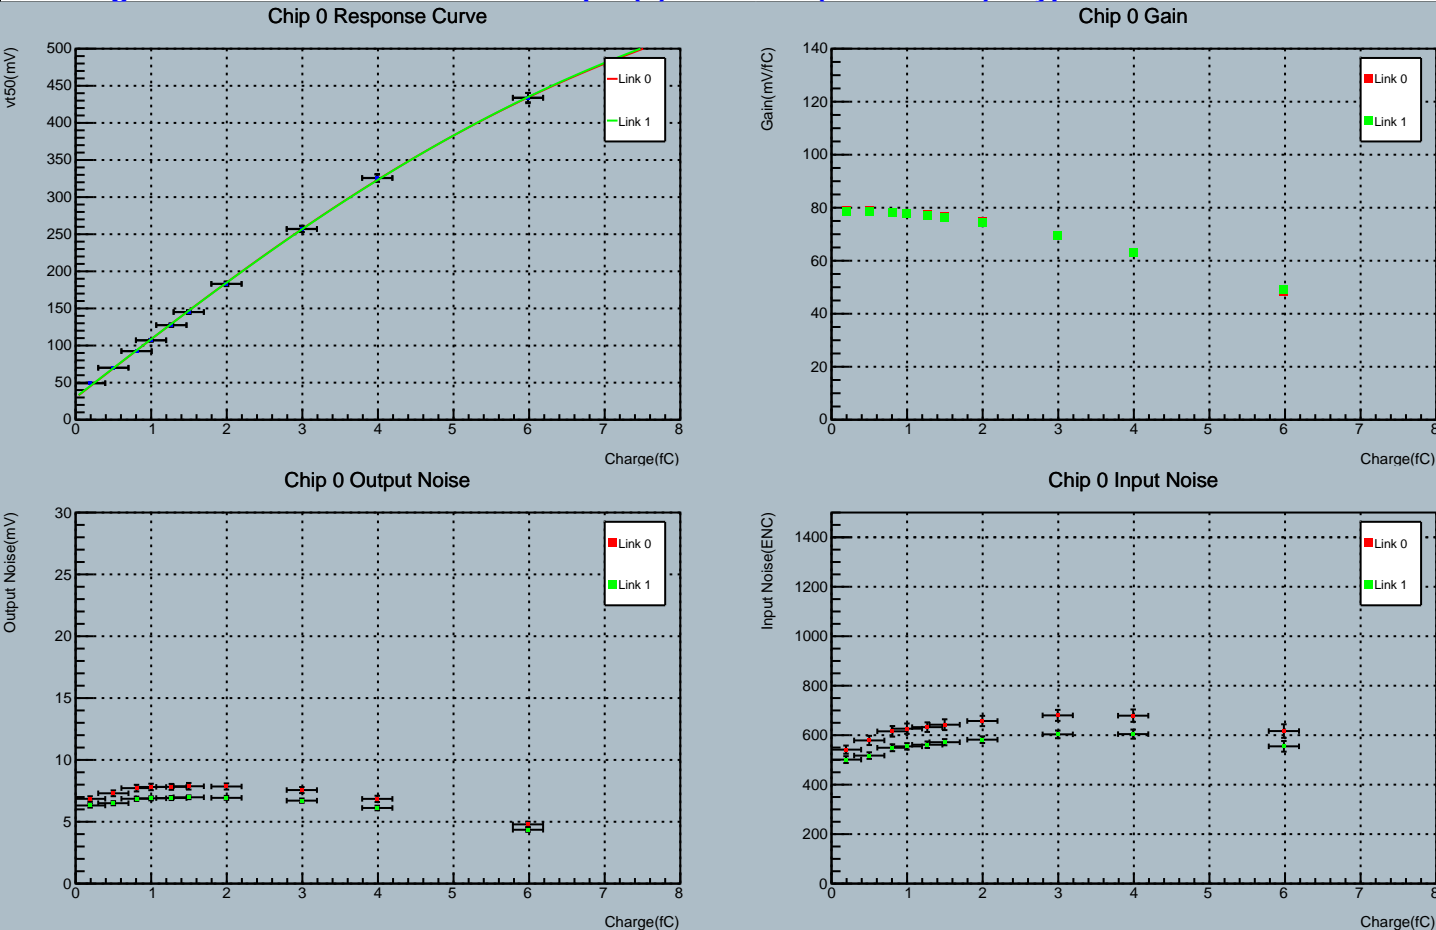 Chip 0 Response Curve
vt50(mV)
500
450
400
350
300
250
200
150
100
50
0
0 1 2 3 4 5 6 7 8
Charge(fC)
Link 0
Link 1
Chip 0 Gain
Gain(mV/fC)
140
120
100
80
60
40
20
0
0 1 2 3 4 5 6 7 8
Charge(fC)
Link 0
Link 1
Chip 0 Output Noise
Output Noise(mV)
30
25
20
15
10
5
0
0 1 2 3 4 5 6 7 8
Charge(fC)
Link 0
Link 1
Chip 0 Input Noise
Input Noise(ENC)
1400
1200
1000
800
600
400
200
0
0 1 2 3 4 5 6 7 8
Charge(fC)
Link 0
Link 1